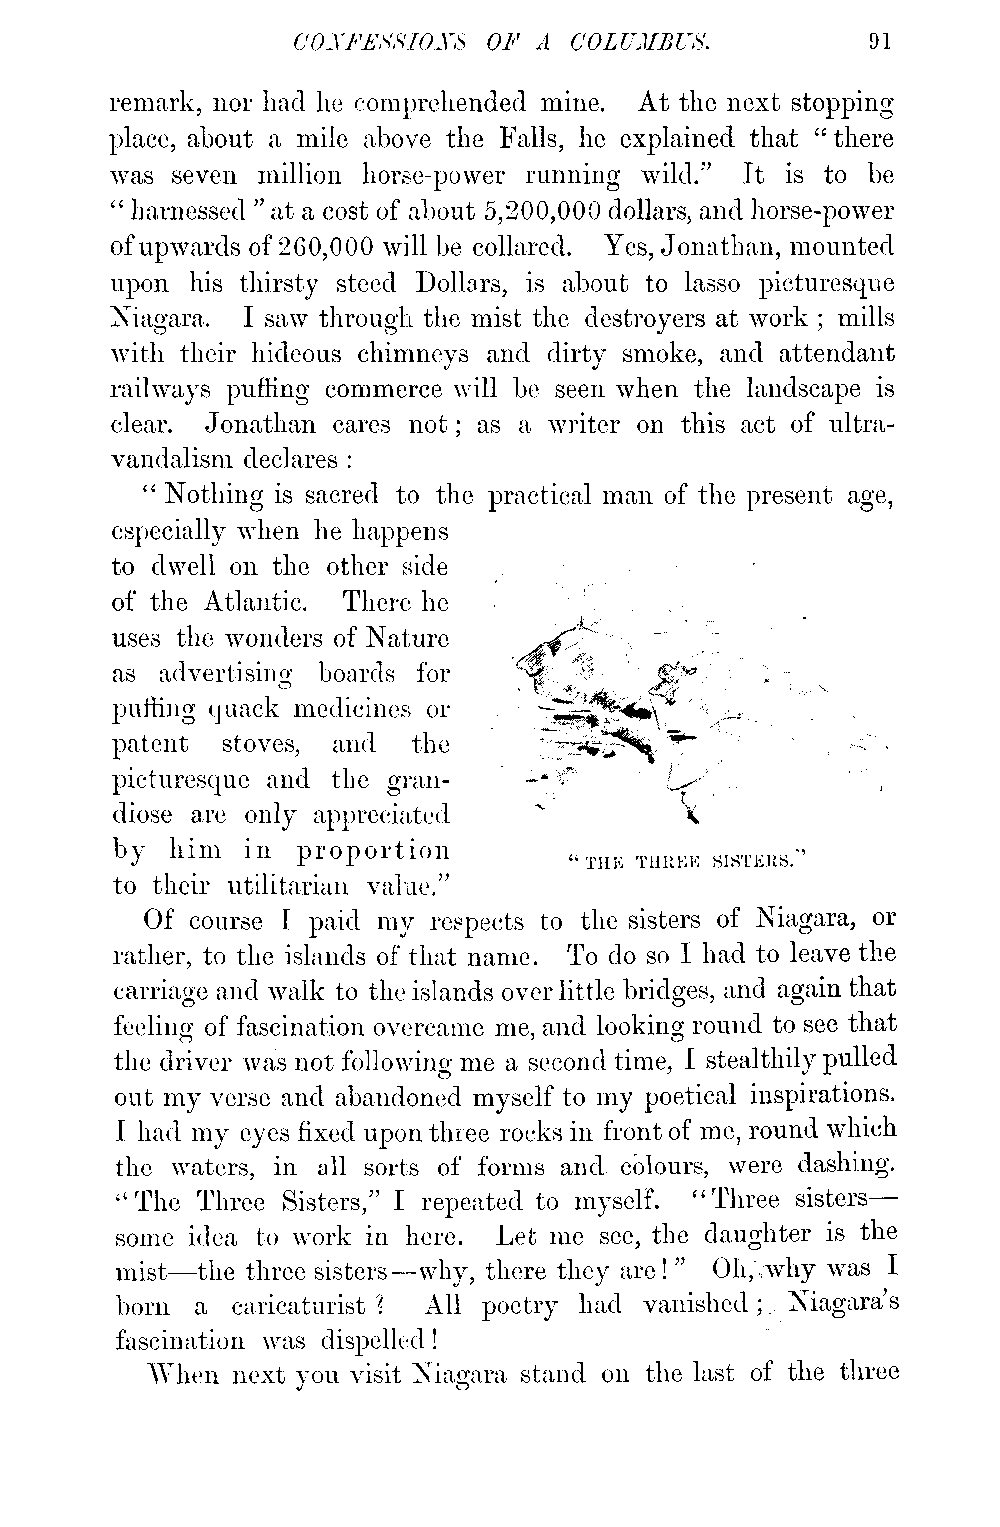 CONFESSIONS OF A COLUMBUS. 91
remark, nor had he comprehended mine. At the next stopping
place, about a mile above the Falls, he explained that “there
was seven million horse-power running wild.” It is to be
“harnessed” at a cost of about 5,200,000 dollars, and horse-power
of upwards of 260,000 will be collared. Yes, Jonathan, mounted
upon his thirsty steed Dollars, is about to lasso picturesque
Niagara. I saw through the mist the destroyers at work; mills
with their hideous chimneys and dirty smoke, and attendant
railways puffing commerce will be seen when the landscape is
clear. Jonathan cares not; as a writer on this act of ultra-
vandalism declares:
“Nothing is sacred to the practical man of the present age,
especially when he happens
to dwell on the other side
of the Atlantic. There he
uses the wonders of Nature
as advertising boards for
puffing quack medicines or
patent stoves, and the
picturesque and the gran-
diose are only appreciated
by him in proportion
to their utilitarian value.”
“THE THREE SISTERS.”
Of course I paid my respects to the sisters of Niagara, or
rather, to the islands of that name. To do so I had to leave the
carriage and walk to the islands over little bridges, and again that
feeling of fascination overcame me, and looking round to see that
the driver was not following me a second time, I stealthily pulled
out my verse and abandoned myself to my poetical inspirations.
I had my eyes fixed upon three rocks in front of me, round which
the waters, in all sorts of forms and colours, were dashing.
“The Three Sisters,” I repeated to myself. “Three sisters—
some idea to work in here. Let me see, the daughter is the
mist—the three sisters—why, there they are!” Oh, why was I
born a caricaturist? All poetry had vanished; Niagara's
fascination was dispelled!
When next you visit Niagara stand on the last of the three